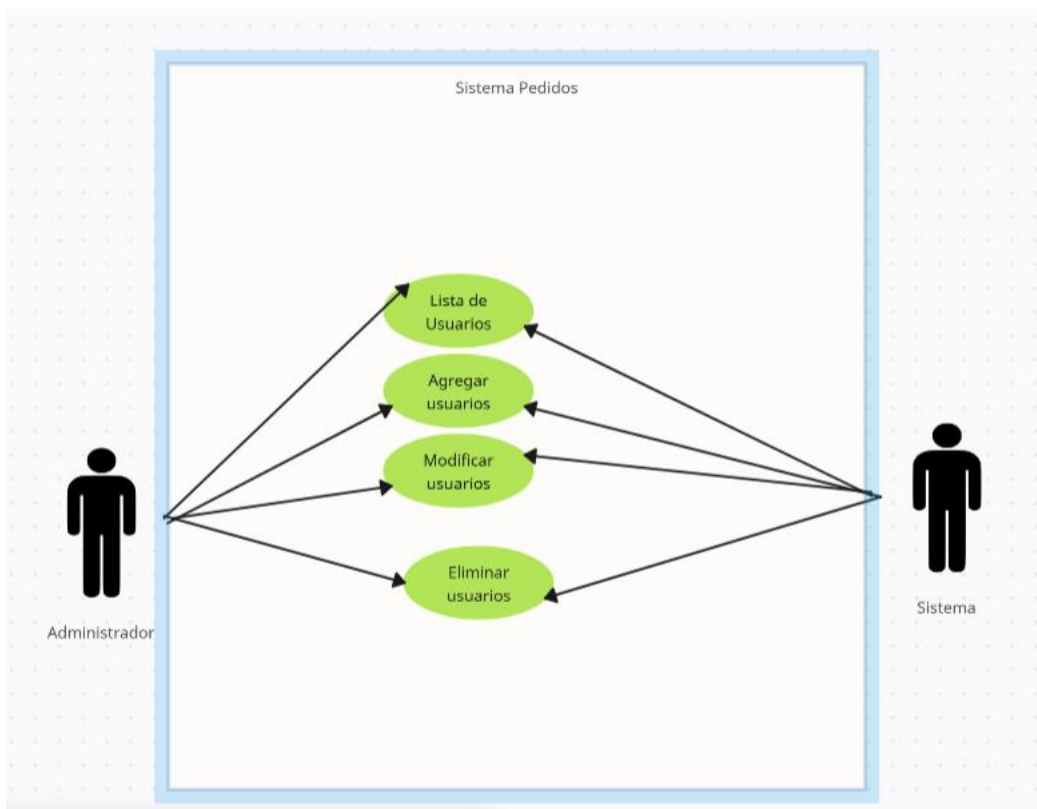 Sistema Pedidos
Lista de
Usuarios
Agregar
usuarios
Modificar
usuarios
Eliminar
usuarios
Administrador
Sistema